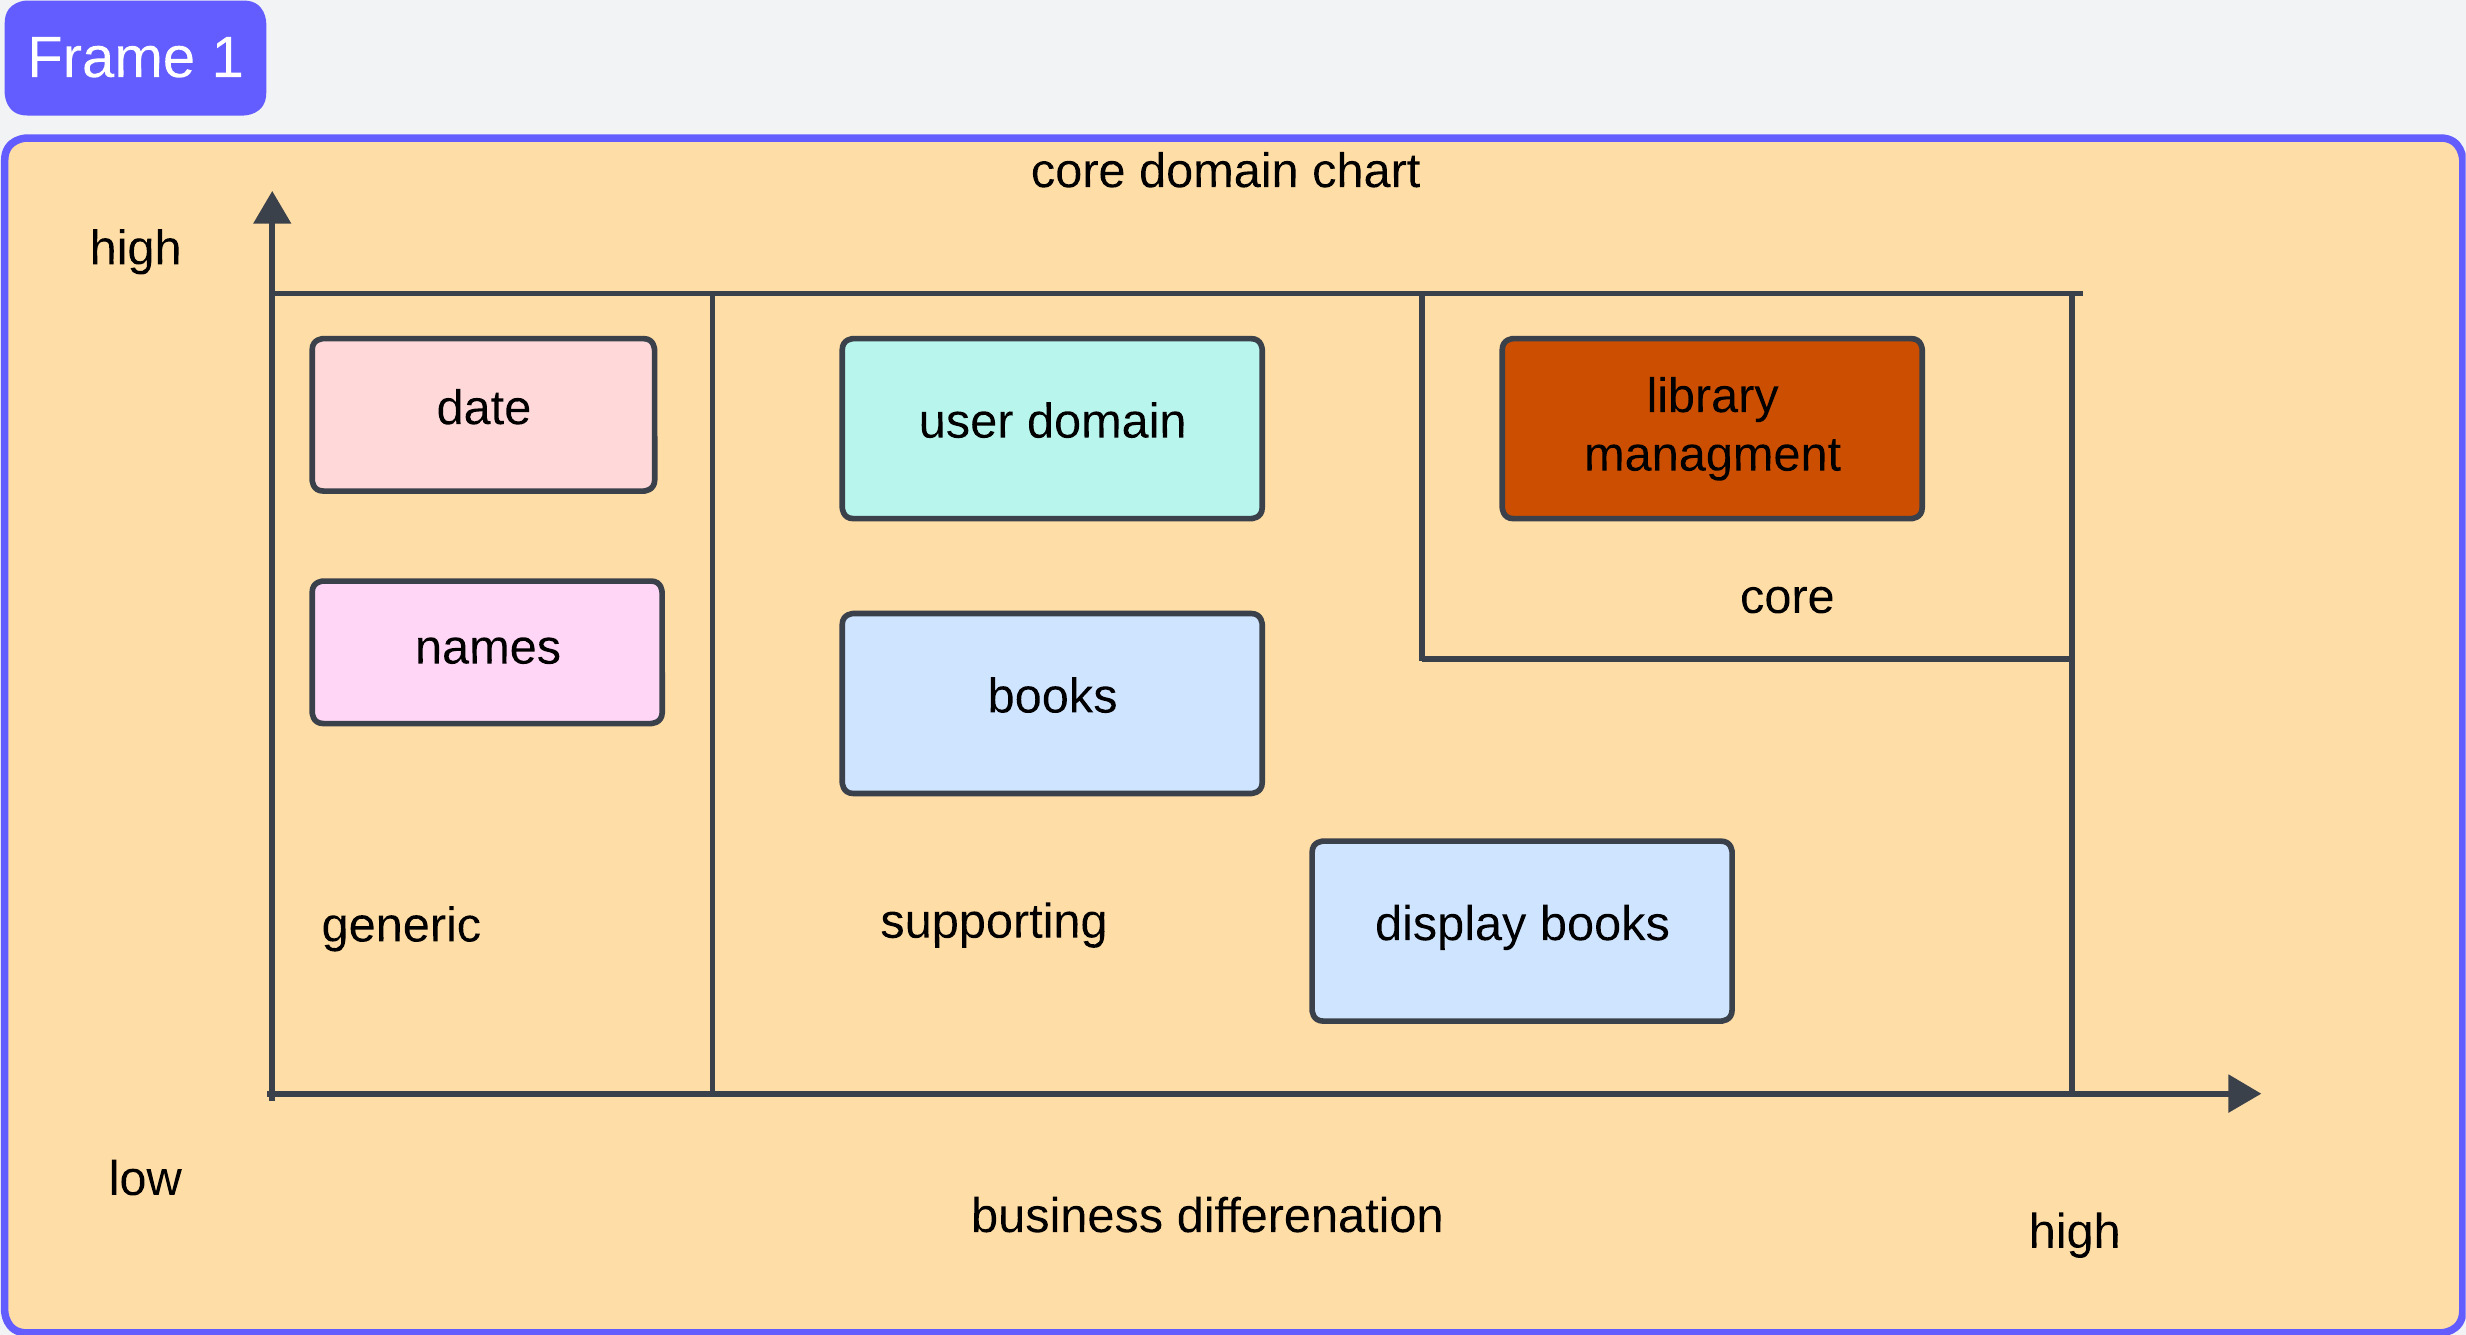 Frame 1
core domain chart
high
date
user domain
library
managment
names
core
books
generic
supporting
display books
low
business differenation
high